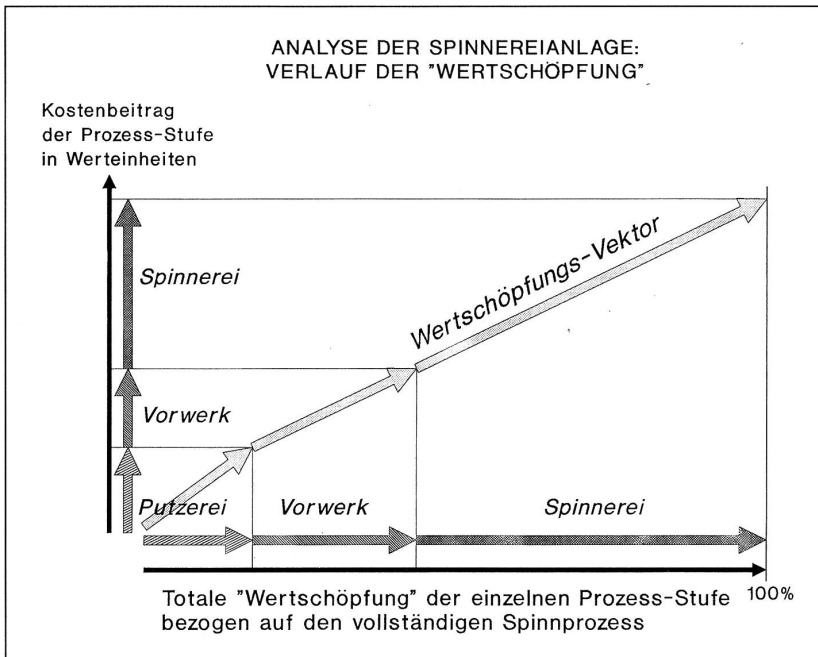 ANALYSE DER SPINNEREIANLAGE:
VERLAUF DER "WERTSCHÖPFUNG"
Kostenbeitrag
der Prozess-Stufe
in Werteinheiten
Spinnerei
Wertschöpfungs-Vektor
Vorwerk
Putzerei
Vorwerk
Spinnerei
Totale "Wertschöpfung" der einzelnen Prozess-Stufe
100%
bezogen auf den vollständigen Spinnprozess